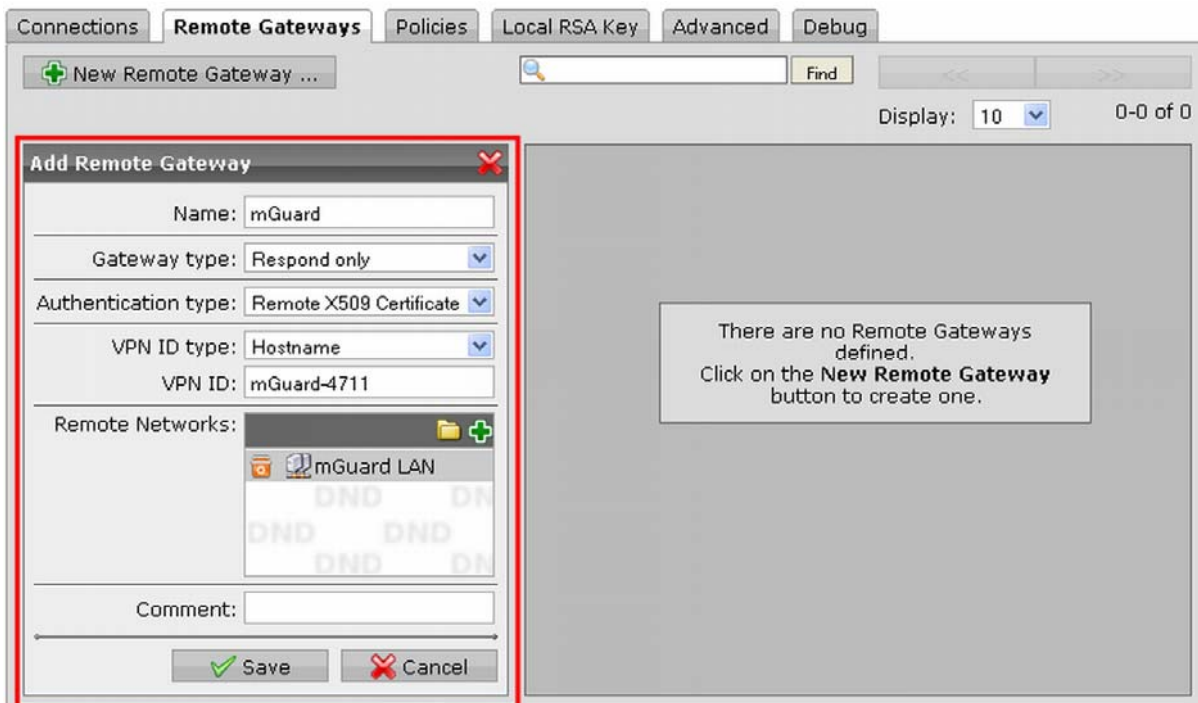 Connections Remote Gateways Policies Local RSA Key Advanced Debug
New Remote Gateway ... Find << >>
Display: 10 0-0 of 0
Add Remote Gateway
Name: mGuard
Gateway type: Respond only
Authentication type: Remote X509 Certificate
VPN ID type: Hostname
VPN ID: mGuard-4711
Remote Networks:
mGuard LAN
DND DN
DND DND
DND DN
Comment:
Save Cancel
There are no Remote Gateways
defined.
Click on the New Remote Gateway
button to create one.